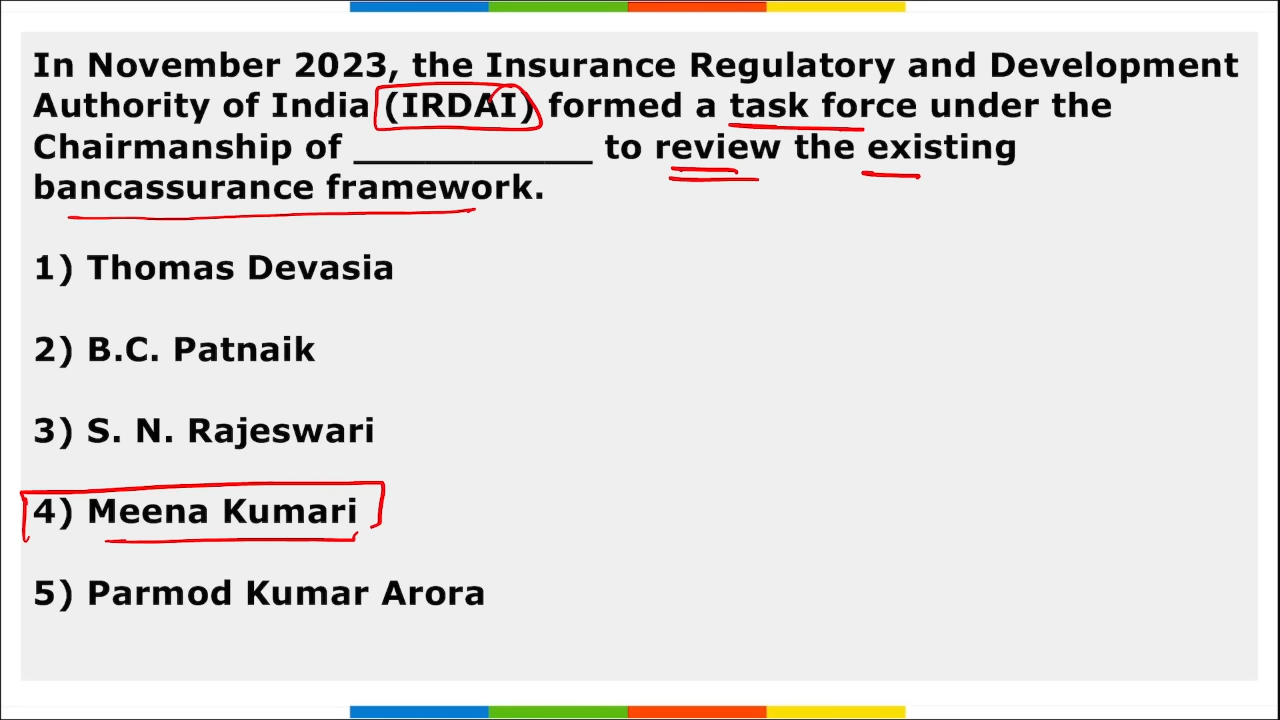 In November 2023, the Insurance Regulatory and Development
Authority of India (IRDAI) formed a task force under the
Chairmanship of ______________ to review the existing
bancassurance framework.
1) Thomas Devasia
2) B.C. Patnaik
3) S. N. Rajeswari
4) Meena Kumari
5) Parmod Kumar Arora